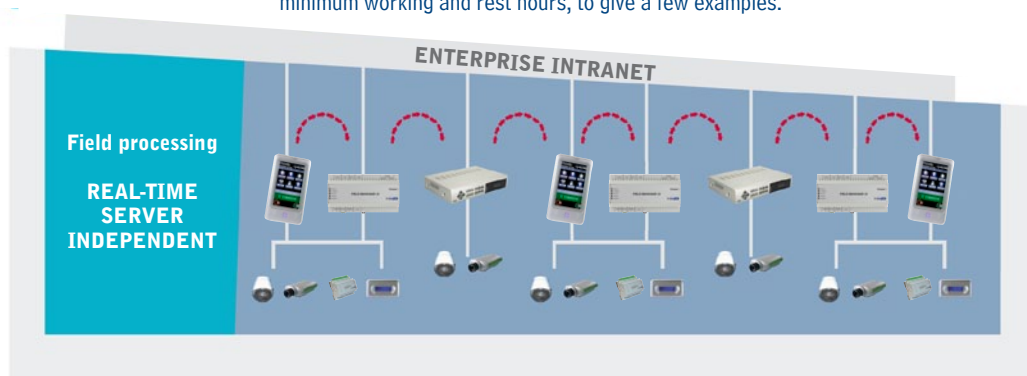 minimum working and rest hours, to give a few examples.
ENTERPRISE INTRANET
Field processing
REAL-TIME
SERVER
INDEPENDENT